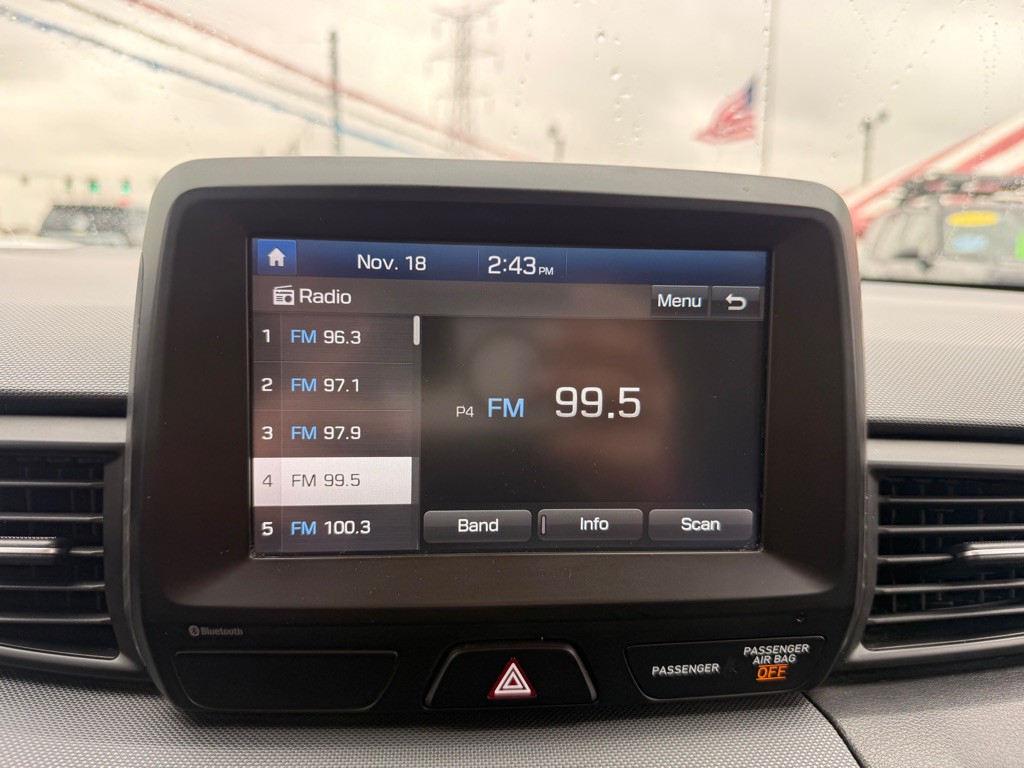 Nov. 18 2:43 PM
Radio
Menu
1 FM 96.3
2 FM 97.1
3 FM 97.9
4 FM 99.5
5 FM 100.3
P4 FM 99.5
Band Info Scan
Bluetooth
PASSENGER
PASSENGER
AIR BAG
OFF